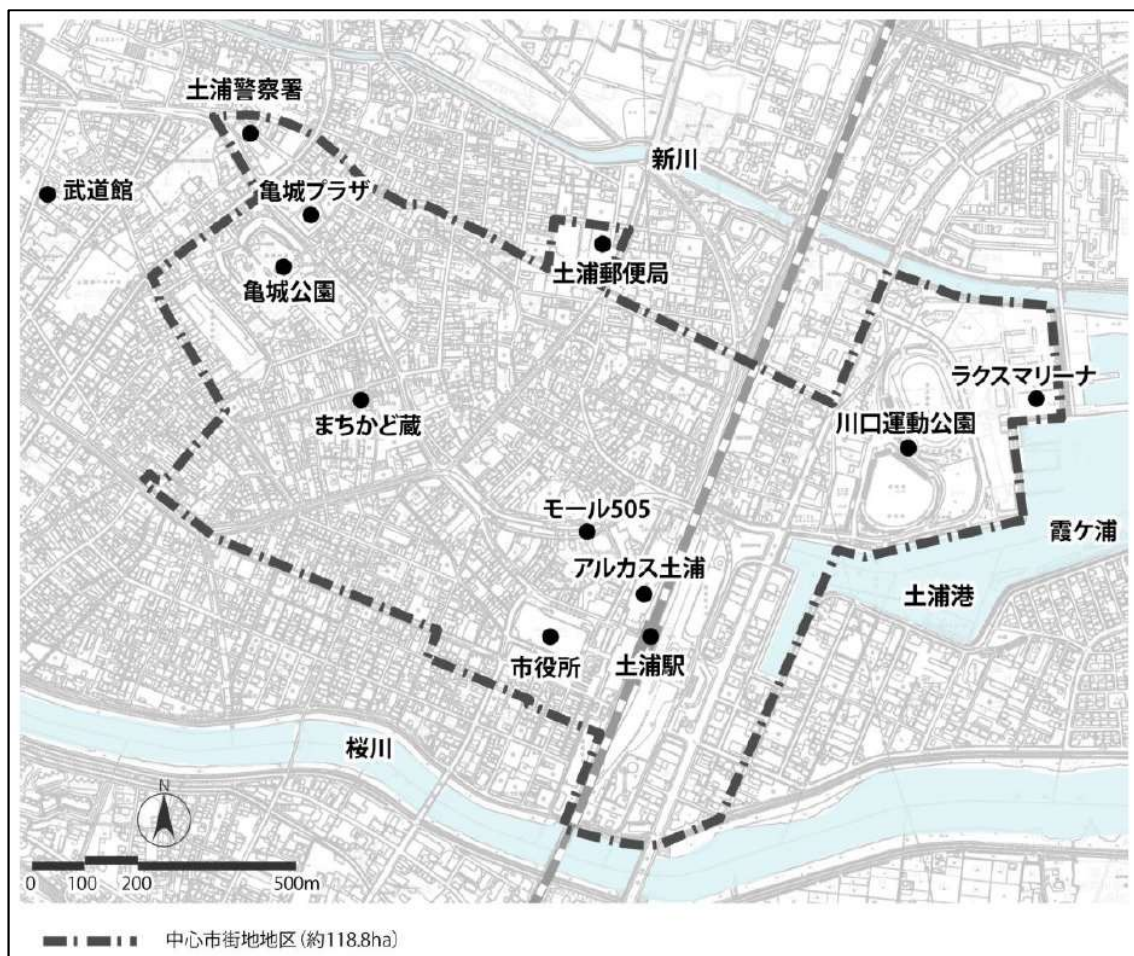 土浦警察署
新川
武道館
亀城プラザ
土浦郵便局
亀城公園
ラクスマリーナ
まちかど蔵
川口運動公園
モール505
霞ケ浦
アルカス土浦
土浦港
市役所
土浦駅
桜川
N
0 100 200 500m
中心市街地地区(約118.8ha)